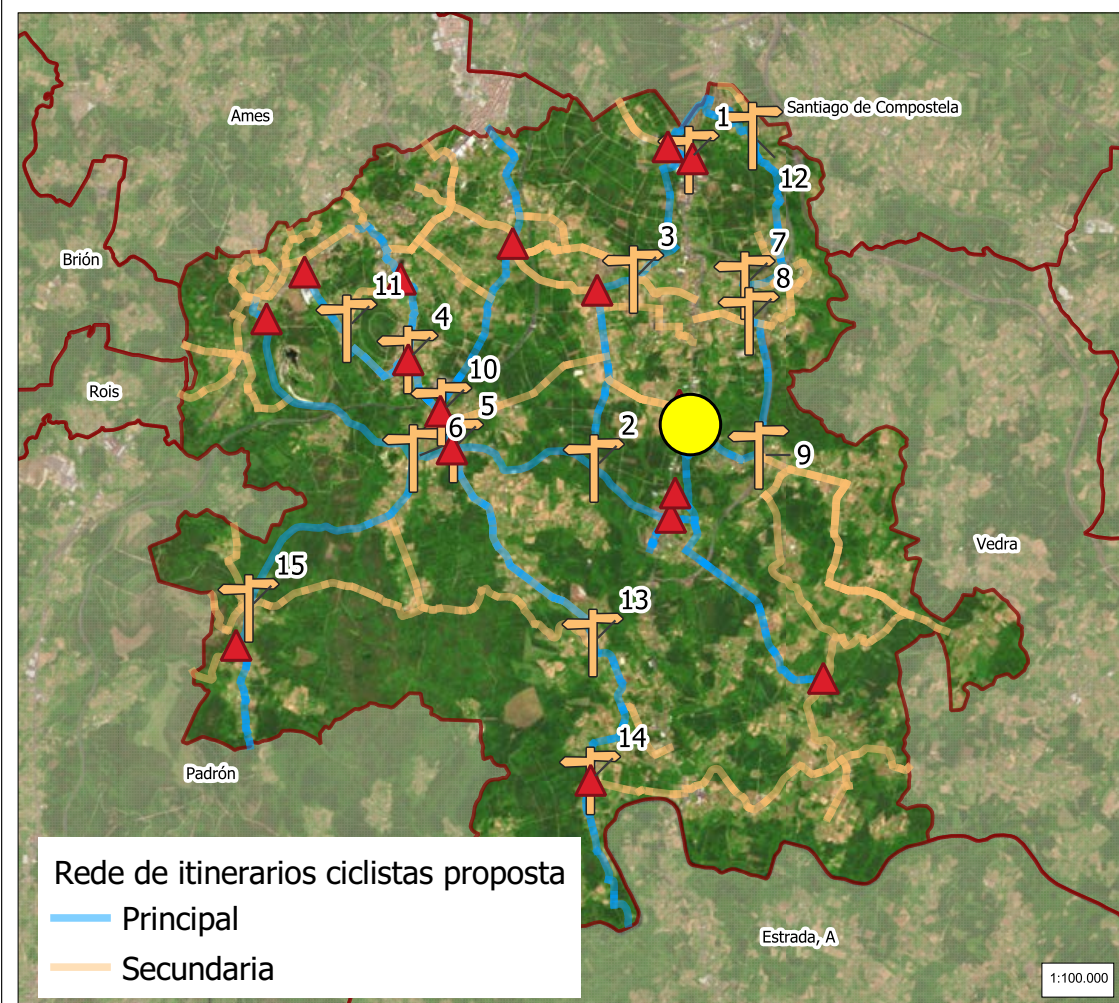 Ames
Santiago de Compostela
1
12
3
7
8
Brión
11
4
10
Rois
5
6
2
9
Vedra
15
13
14
Padrón
Rede de itinerarios ciclistas proposta
Principal
Secundaria
Estrada, A
1:100.000